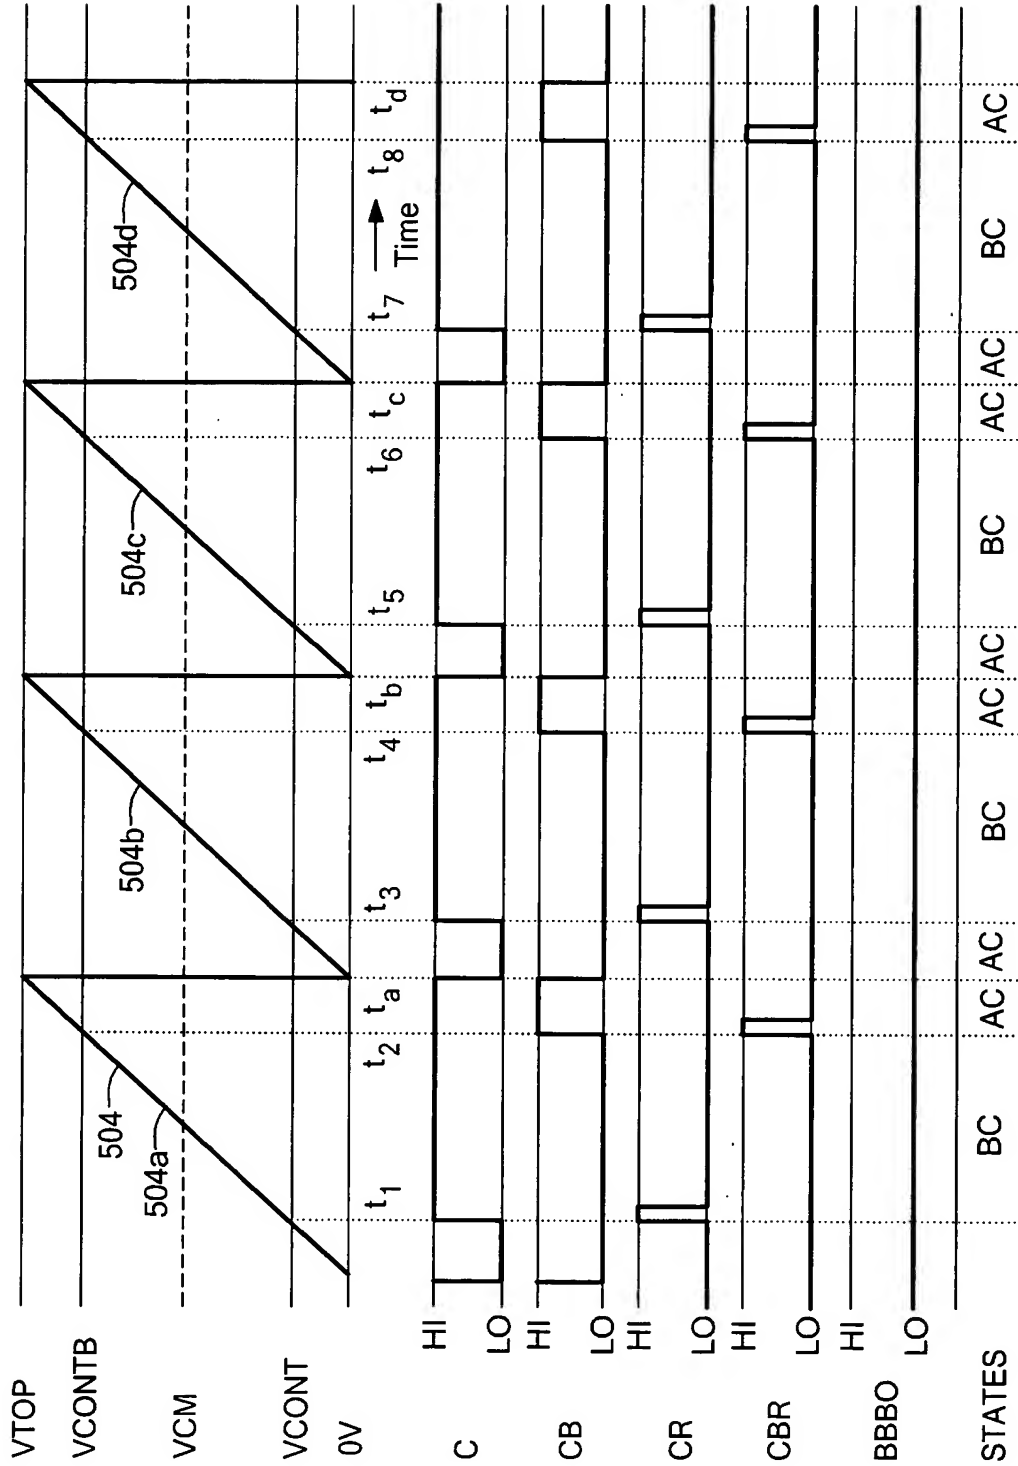 VTOP
VCONTB
VCM
VCONT
0V
504
504a
504b
504c
504d
t1 t2 ta t3 t4 tb t5 t6 tc t7 t8 td
Time
C HI LO
CB HI LO
CR HI LO
CBR HI LO
BBBO HI LO
STATES BC AC AC BC AC AC BC AC AC BC AC